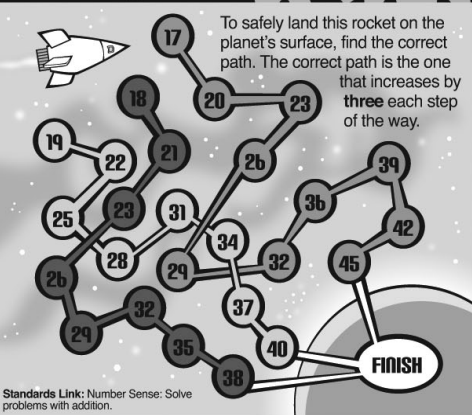 To safely land this rocket on the
planet's surface, find the correct
path. The correct path is the one
that increases by
three each step
of the way.
17
18
20
23
19
22
21
26
39
25
23
31
36
42
28
34
26
29
32
45
29
32
37
35
40
38
FINISH
Standards Link: Number Sense: Solve
problems with addition.